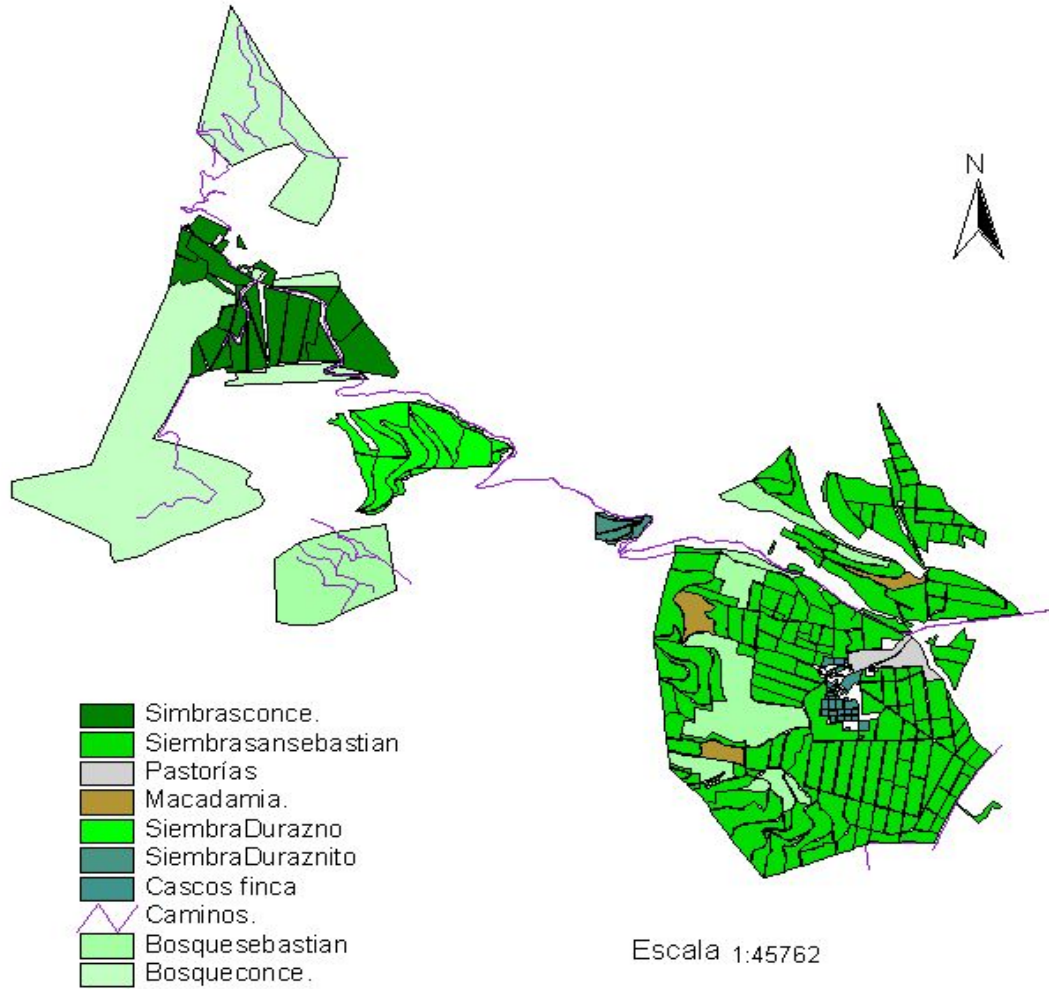 N
Simbrasconce.
Siembrasansebastian
Pastorías
Macadamia.
SiembraDurazno
SiembraDuraznito
Cascos finca
Caminos.
Bosquesebastian
Bosqueconce.
Escala 1:45762